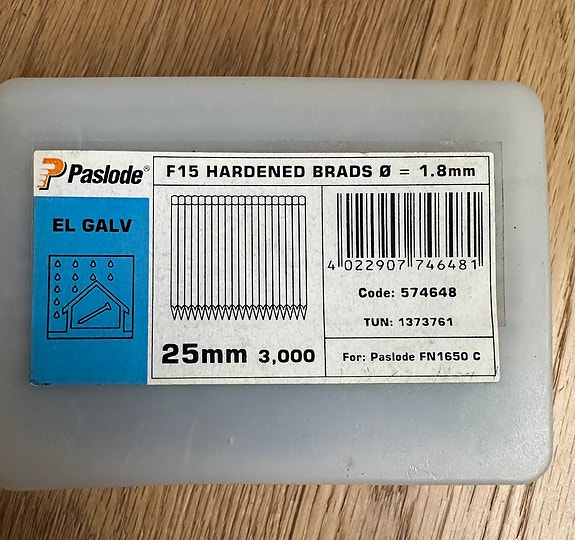 Paslode®
F15 HARDENED BRADS Ø = 1.8mm
EL GALV
4 022907 746481
Code: 574648
TUN: 1373761
25mm 3,000
For: Paslode FN1650 C